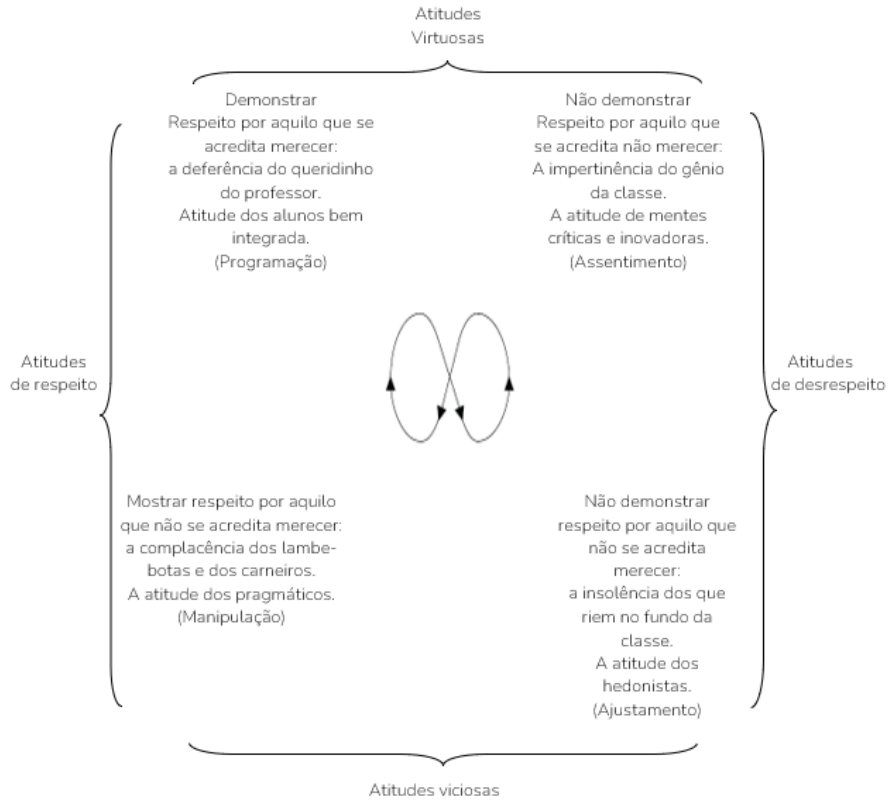 Atitudes
Virtuosas
Demonstrar
Respeito por aquilo que se
acredita merecer:
a deferência do queridinho
do professor.
Atitude dos alunos bem
integrada.
(Programação)
Não demonstrar
Respeito por aquilo que
se acredita não merecer:
A impertinência do gênio
da classe.
A atitude de mentes
críticas e inovadoras.
(Assentimento)
Atitudes
de respeito
Atitudes
de desrespeito
Mostrar respeito por aquilo
que não se acredita merecer:
a complacência dos lambe-
botas e dos carneiros.
A atitude dos pragmáticos.
(Manipulação)
Não demonstrar
respeito por aquilo que
não se acredita
merecer:
a insolência dos que
riem no fundo da
classe.
A atitude dos
hedonistas.
(Ajustamento)
Atitudes viciosas